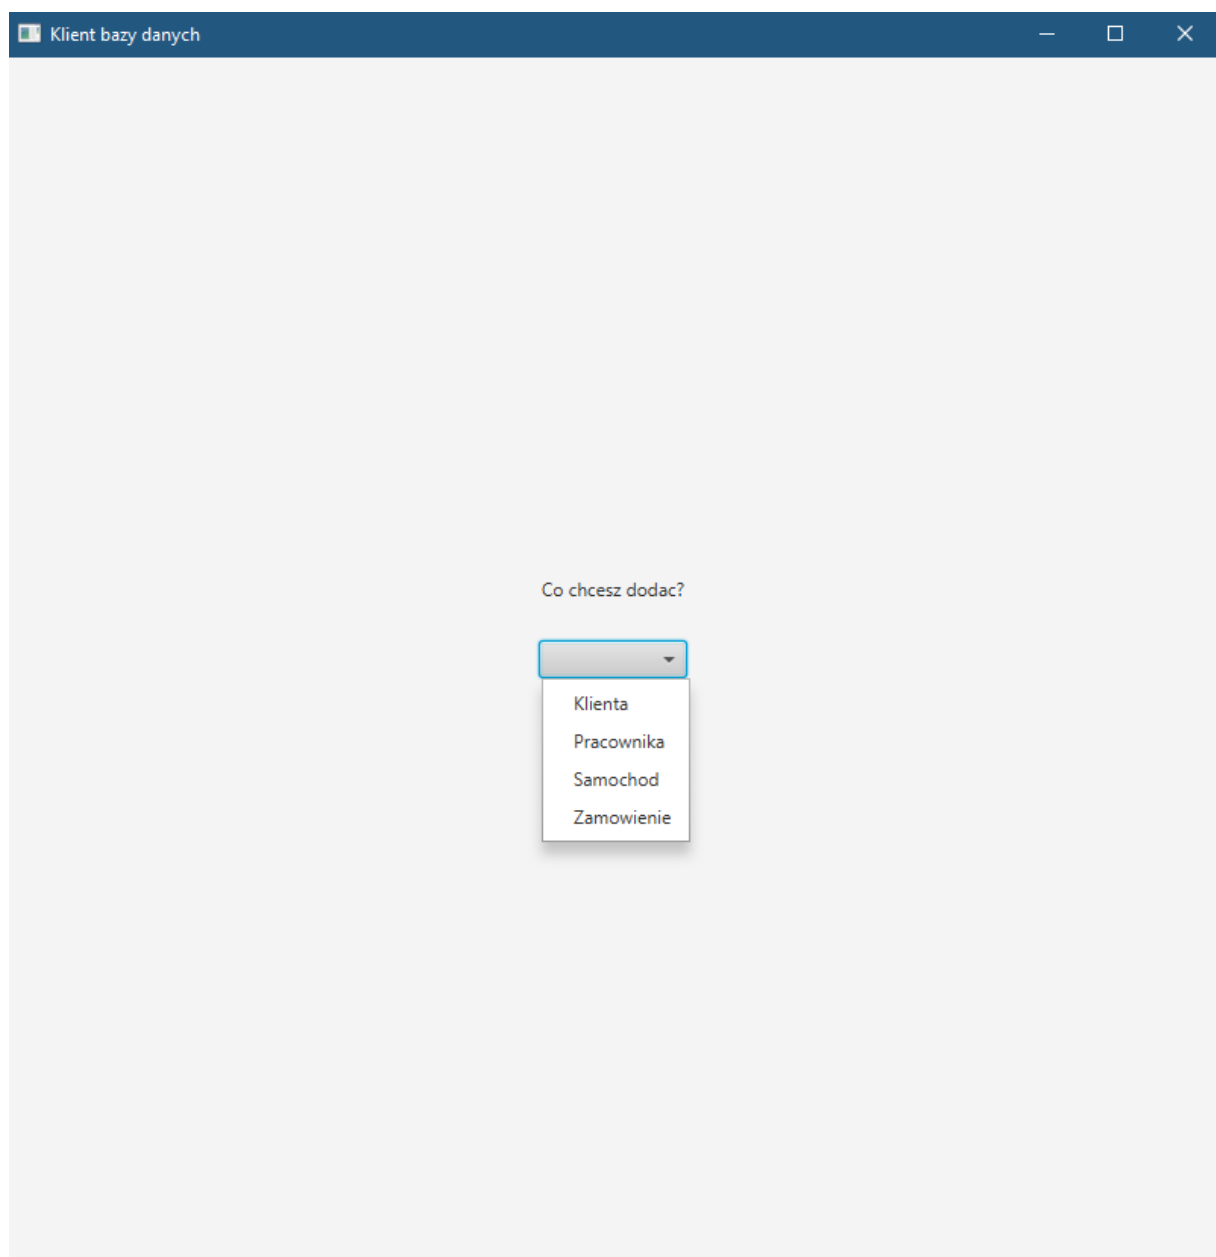 Klient bazy danych
Co chcesz dodac?
Klienta
Pracownika
Samochod
Zamowienie